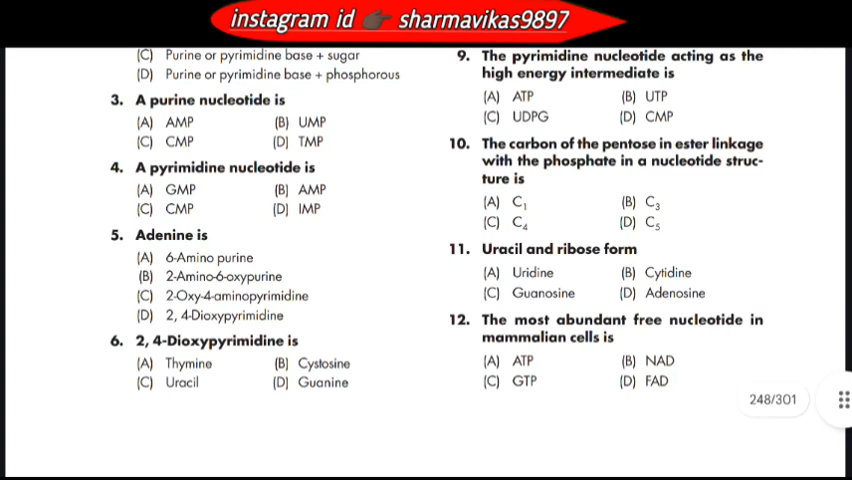 instagram id sharmavikas9897
(C) Purine or pyrimidine base + sugar
(D) Purine or pyrimidine base + phosphorous
3. A purine nucleotide is
(A) AMP (B) UMP
(C) CMP (D) TMP
4. A pyrimidine nucleotide is
(A) GMP (B) AMP
(C) CMP (D) IMP
5. Adenine is
(A) 6-Amino purine
(B) 2-Amino-6-oxypurine
(C) 2-Oxy-4-aminopyrimidine
(D) 2, 4-Dioxypyrimidine
6. 2, 4-Dioxypyrimidine is
(A) Thymine (B) Cystosine
(C) Uracil (D) Guanine
9. The pyrimidine nucleotide acting as the
high energy intermediate is
(A) ATP (B) UTP
(C) UDPG (D) CMP
10. The carbon of the pentose in ester linkage
with the phosphate in a nucleotide struc-
ture is
(A) C₁ (B) C₃
(C) C₄ (D) C₅
11. Uracil and ribose form
(A) Uridine (B) Cytidine
(C) Guanosine (D) Adenosine
12. The most abundant free nucleotide in
mammalian cells is
(A) ATP (B) NAD
(C) GTP (D) FAD
248/301